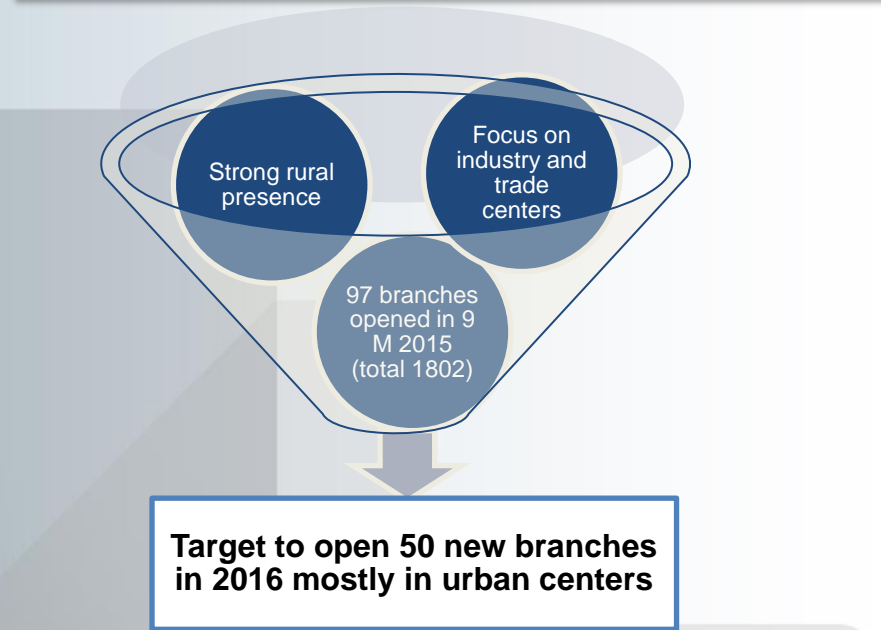 Strong rural
presence
Focus on
industry and
trade
centers
97 branches
opened in 9
M 2015
(total 1802)
Target to open 50 new branches
in 2016 mostly in urban centers